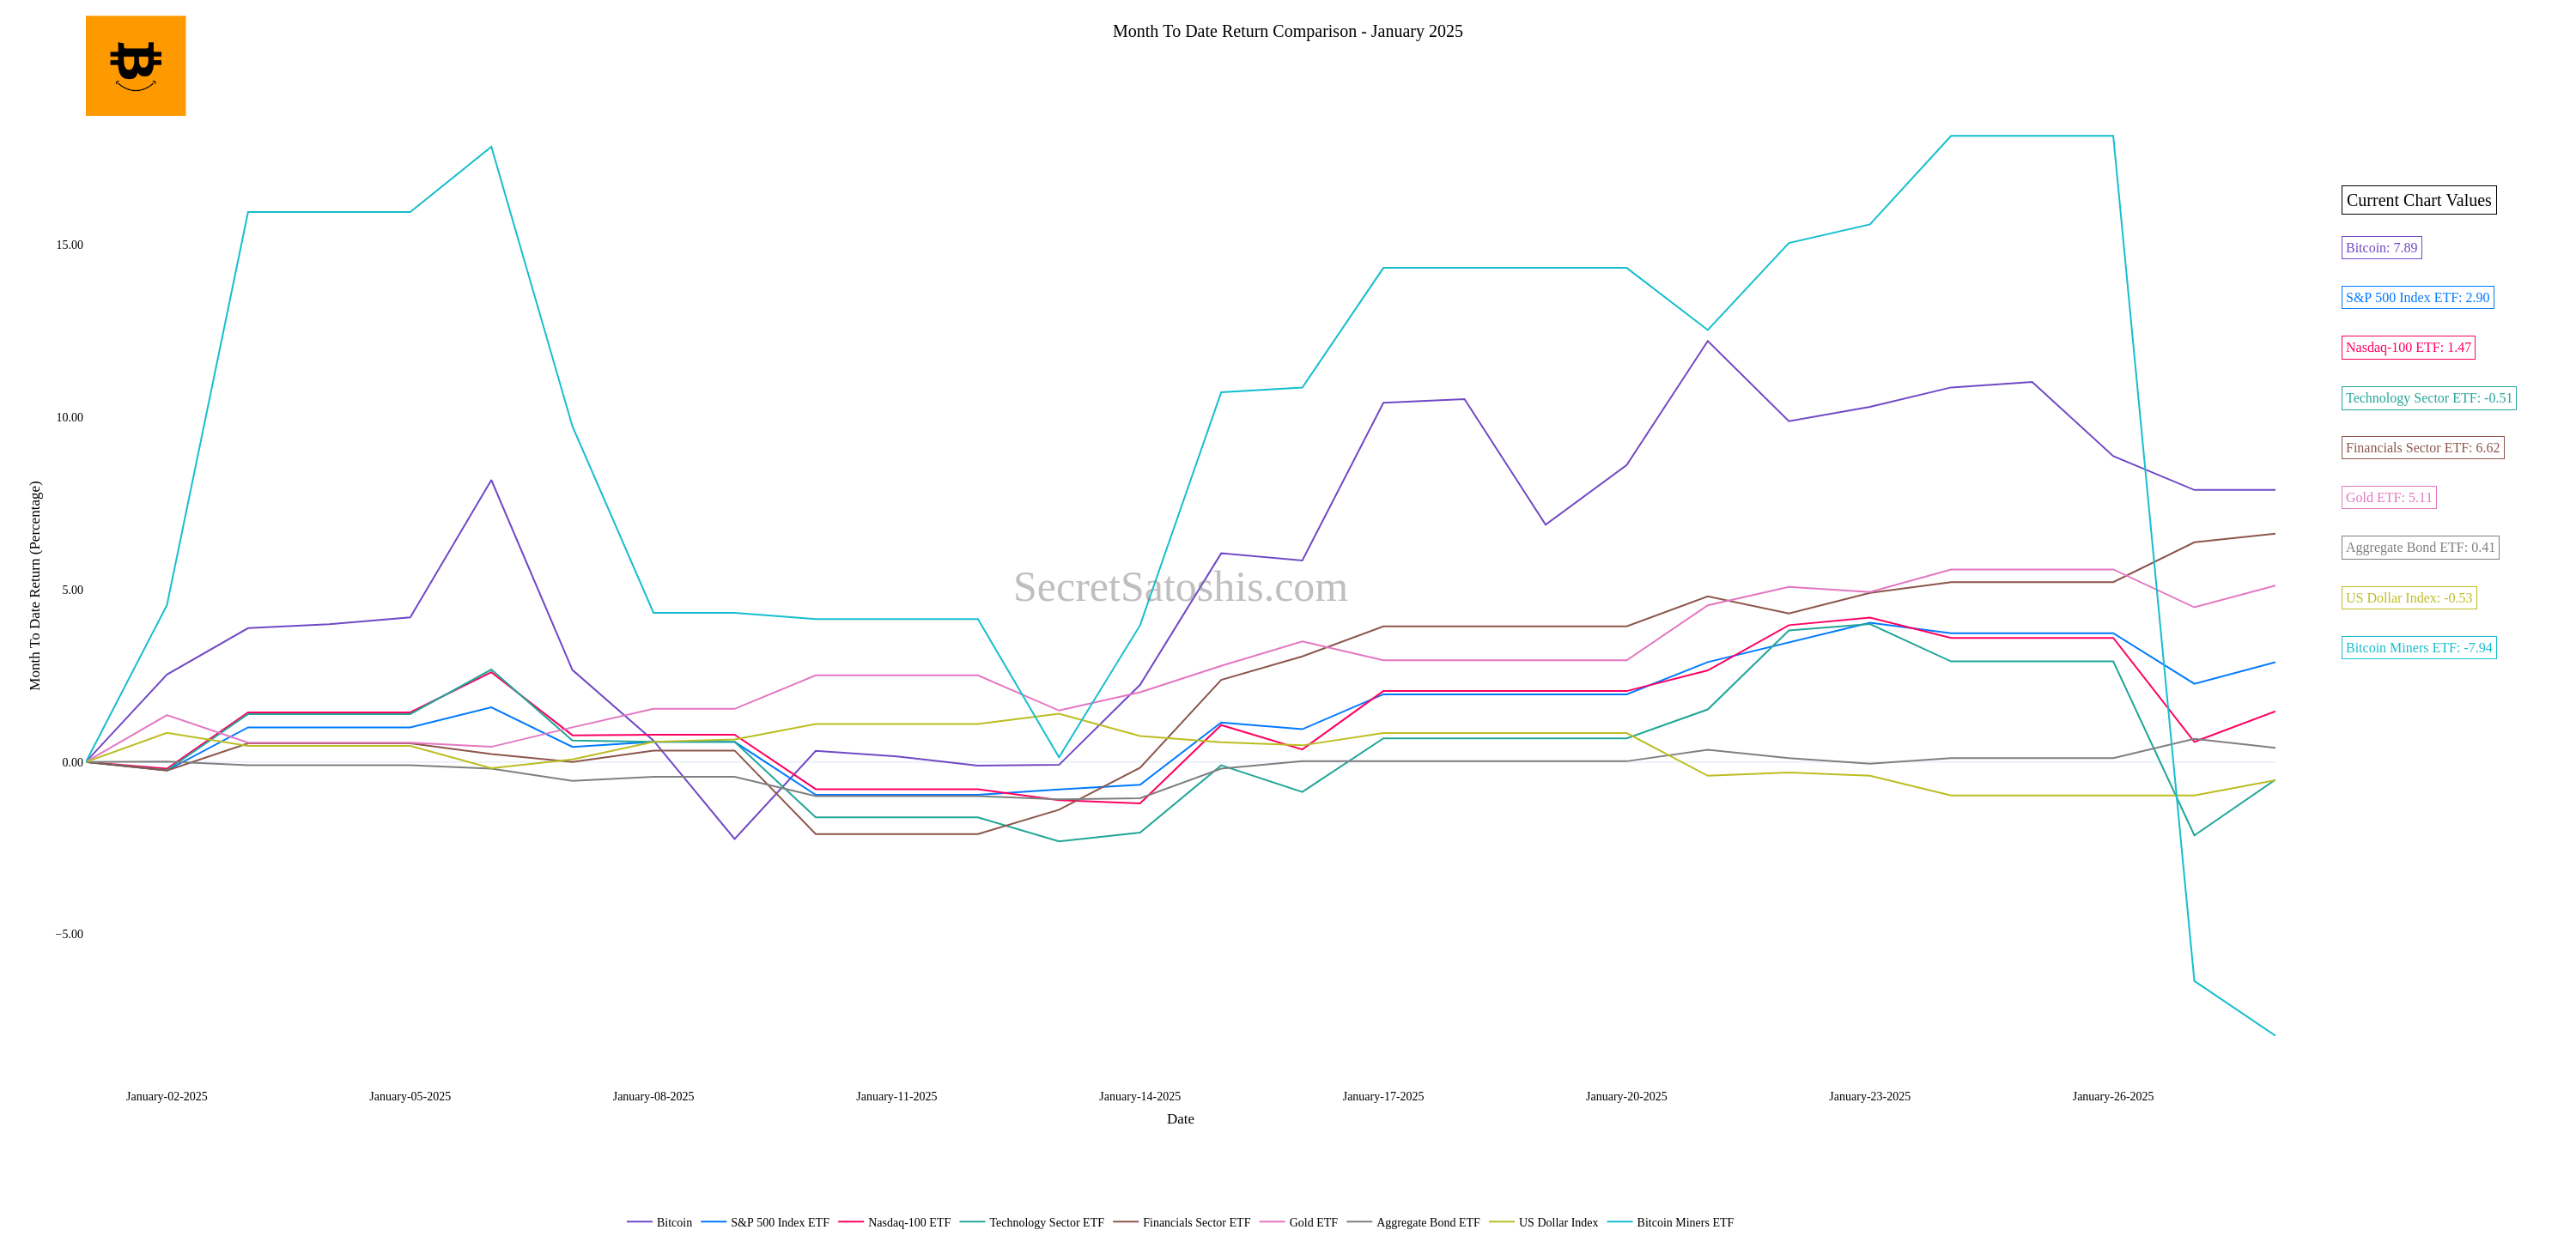 Month To Date Return Comparison - January 2025
Current Chart Values
Bitcoin: 7.89
S&P 500 Index ETF: 2.90
Nasdaq-100 ETF: 1.47
Technology Sector ETF: -0.51
Financials Sector ETF: 6.62
Gold ETF: 5.11
Aggregate Bond ETF: 0.41
US Dollar Index: -0.53
Bitcoin Miners ETF: -7.94
15.00
10.00
5.00
0.00
−5.00
Month To Date Return (Percentage)
SecretSatoshis.com
January-02-2025 January-05-2025 January-08-2025 January-11-2025 January-14-2025 January-17-2025 January-20-2025 January-23-2025 January-26-2025
Date
Bitcoin S&P 500 Index ETF Nasdaq-100 ETF Technology Sector ETF Financials Sector ETF Gold ETF Aggregate Bond ETF US Dollar Index Bitcoin Miners ETF